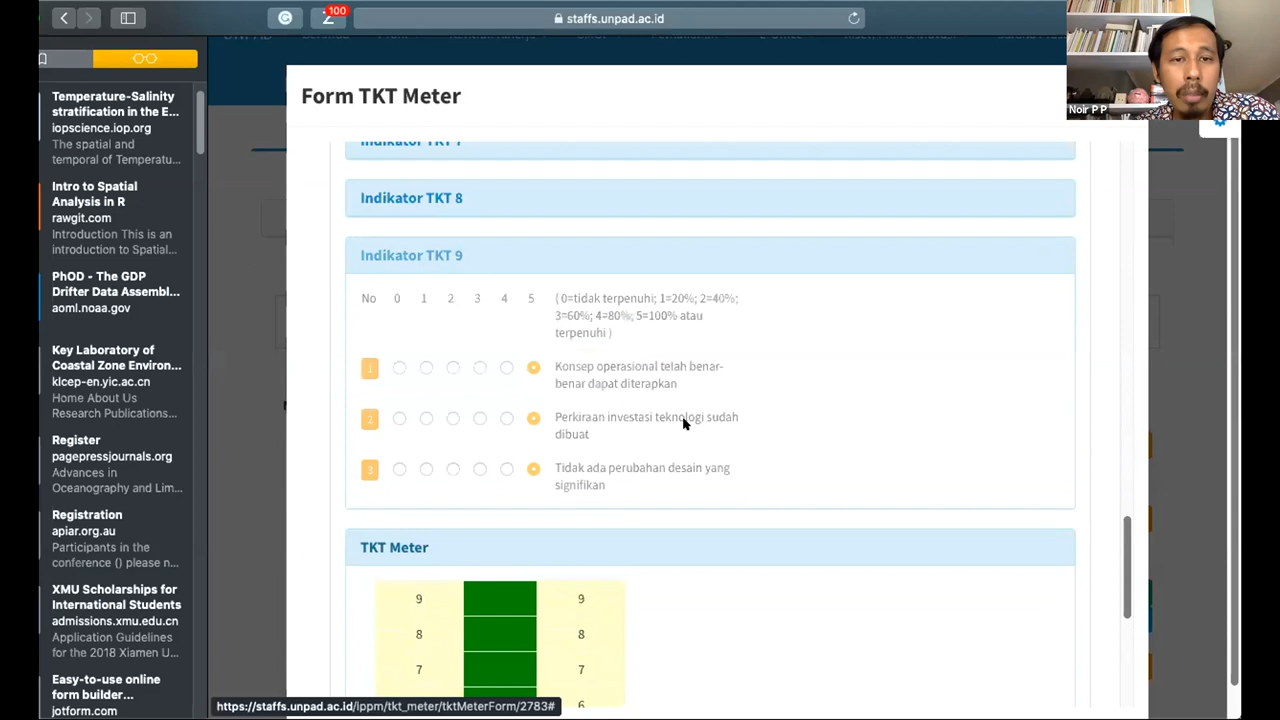 100
staffs.unpad.ac.id
Noir P P
Temperature-Salinity
stratification in the E...
iopscience.iop.org
The spatial and
temporal of Temperatu...
Intro to Spatial
Analysis in R
rawgit.com
Introduction This is an
introduction to Spatial...
PhOD - The GDP
Drifter Data Assembl...
aoml.noaa.gov
Key Laboratory of
Coastal Zone Environ...
klcep-en.yic.ac.cn
Home About Us
Research Publications...
Register
pagepressjournals.org
Advances in
Oceanography and Lim...
Registration
apiar.org.au
Participants in the
conference () please n...
XMU Scholarships for
International Students
admissions.xmu.edu.cn
Application Guidelines
for the 2018 Xiamen U...
Easy-to-use online
form builder...
jotform.com
Form TKT Meter
Indikator TKT 7
Indikator TKT 8
Indikator TKT 9
No 0 1 2 3 4 5 ( 0=tidak terpenuhi; 1=20%; 2=40%;
3=60%; 4=80%; 5=100% atau
terpenuhi )
1 Konsep operasional telah benar-
benar dapat diterapkan
2 Perkiraan investasi teknologi sudah
dibuat
3 Tidak ada perubahan desain yang
signifikan
TKT Meter
9 9
8 8
7 7
6
https://staffs.unpad.ac.id/ippm/tkt_meter/tktMeterForm/2783#